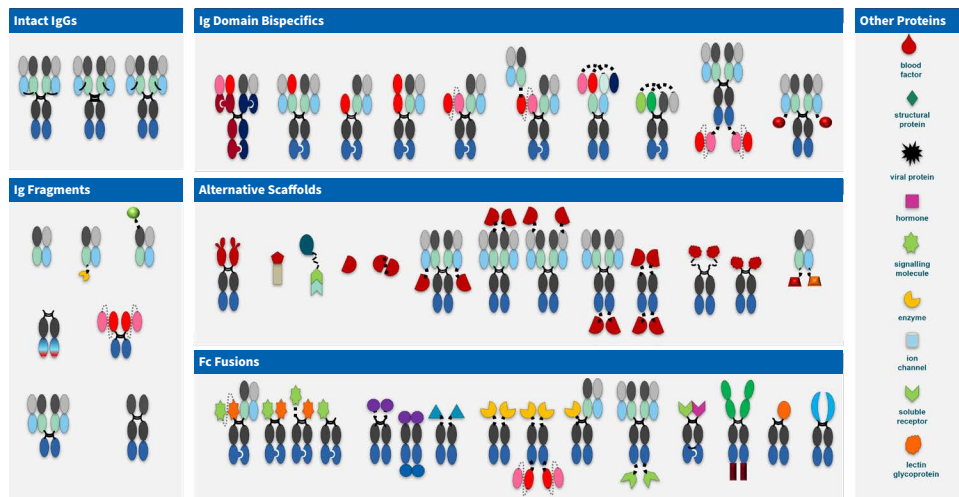 Intact IgGs
Ig Domain Bispecifics
Other Proteins
blood
factor
structural
protein
viral protein
hormone
signalling
molecule
enzyme
ion
channel
soluble
receptor
lectin
glycoprotein
Ig Fragments
Alternative Scaffolds
Fc Fusions